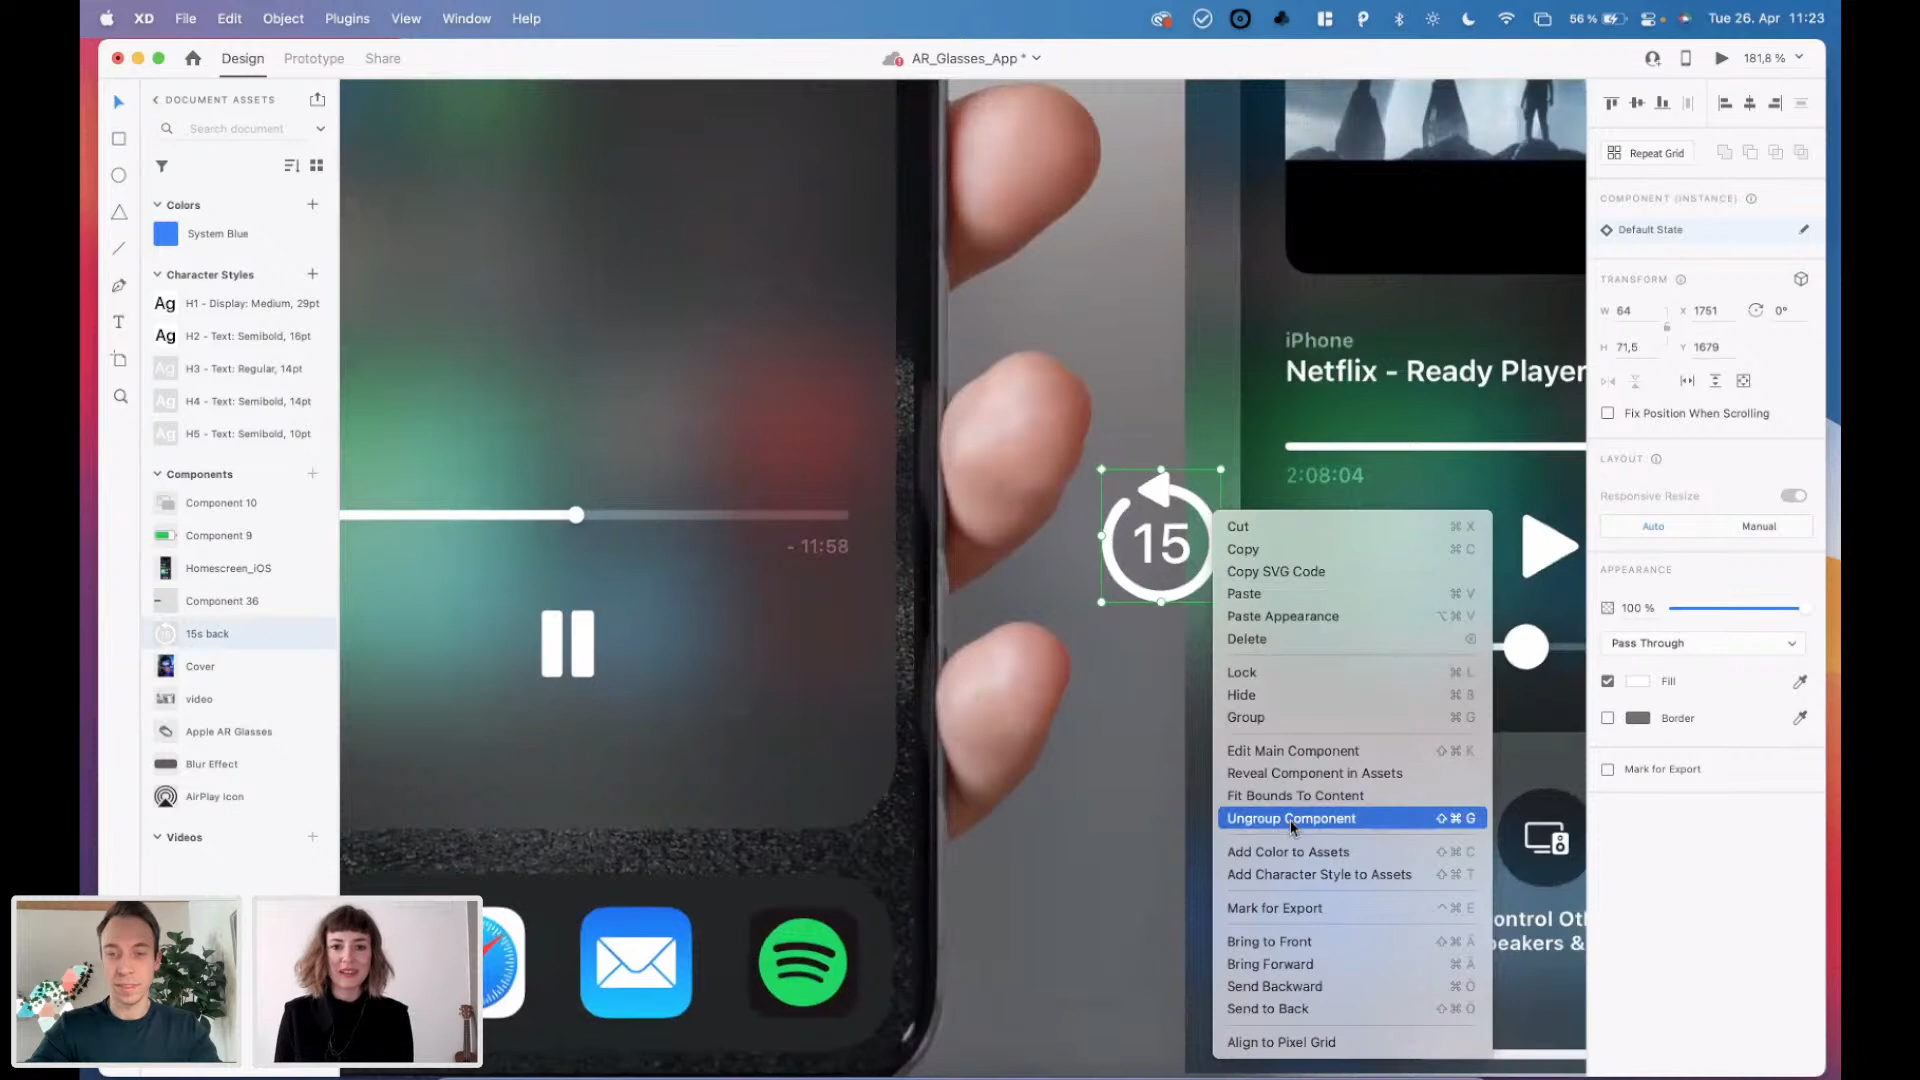 XD File Edit Object Plugins View Window Help
56 % Tue 26. Apr 11:23
Design Prototype Share
AR_Glasses_App *
181,8 %
DOCUMENT ASSETS
Search document
Colors
System Blue
Character Styles
Ag H1 - Display: Medium, 29pt
Ag H2 - Text: Semibold, 16pt
Ag H3 - Text: Regular, 14pt
Ag H4 - Text: Semibold, 14pt
Ag H5 - Text: Semibold, 10pt
Components
Component 10
Component 9
Homescreen_iOS
Component 36
15s back
Cover
video
Apple AR Glasses
Blur Effect
AirPlay Icon
Videos
- 11:58
15
iPhone
Netflix - Ready Player
2:08:04
ontrol Oth
peakers &
Cut ⌘ X
Copy ⌘ C
Copy SVG Code
Paste ⌘ V
Paste Appearance ⌥ ⌘ V
Delete ⌫
Lock ⌘ L
Hide ⌘ B
Group ⌘ G
Edit Main Component ⇧ ⌘ K
Reveal Component in Assets
Fit Bounds To Content
Ungroup Component ⇧ ⌘ G
Add Color to Assets ⇧ ⌘ C
Add Character Style to Assets ⇧ ⌘ T
Mark for Export ^ ⌘ E
Bring to Front ⇧ ⌘ Ä
Bring Forward ⌘ Ä
Send Backward ⌘ Ö
Send to Back ⇧ ⌘ Ö
Align to Pixel Grid
Repeat Grid
COMPONENT (INSTANCE)
Default State
TRANSFORM
W 64 X 1751 0°
H 71,5 Y 1679
Fix Position When Scrolling
LAYOUT
Responsive Resize
Auto Manual
APPEARANCE
100 %
Pass Through
Fill
Border
Mark for Export